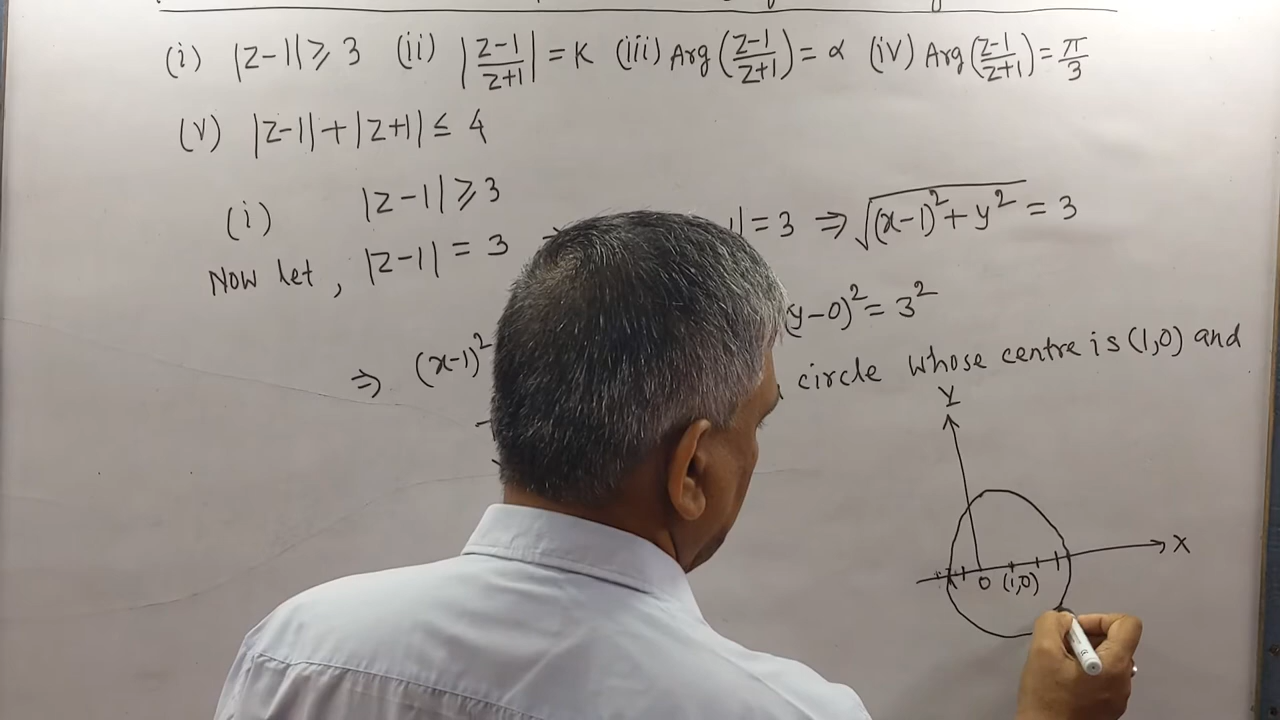 (i) |z-1| ≥ 3 (ii) |z-1/z+1| = K (iii) Arg(z-1/z+1) = α (iv) Arg(z-1/z+1) = π/3
(v) |z-1| + |z+1| ≤ 4
(i) |z-1| ≥ 3
Now let, |z-1| = 3 | = 3 ⇒ √(x-1)² + y² = 3
⇒ (x-1)² (y-0)² = 3²
circle whose centre is (1,0) and
Y
X
0 (1,0)